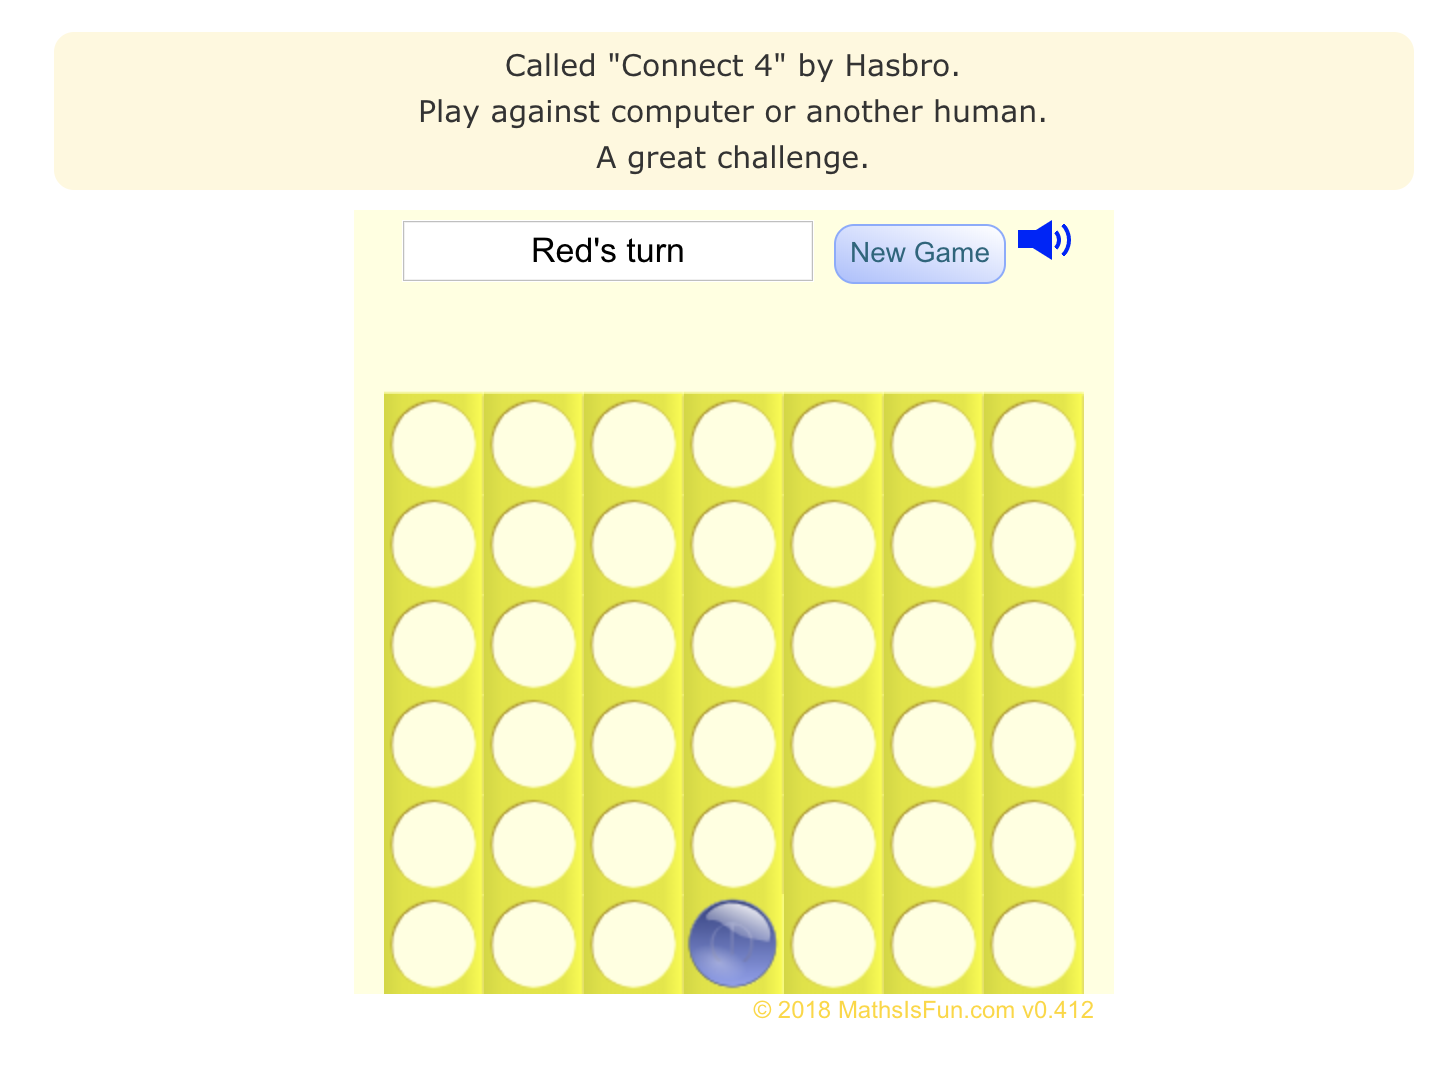 Called "Connect 4" by Hasbro.
Play against computer or another human.
A great challenge.
Red's turn
New Game
© 2018 MathsIsFun.com v0.412